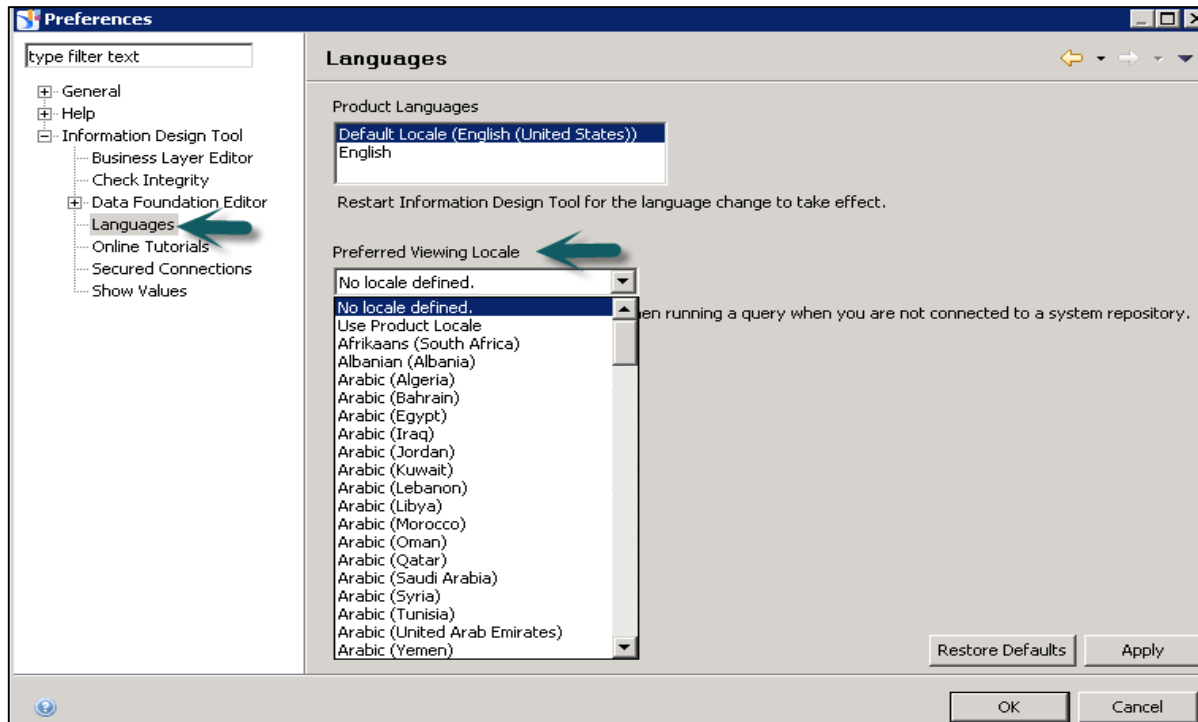 Preferences
type filter text
General
Help
Information Design Tool
Business Layer Editor
Check Integrity
Data Foundation Editor
Languages
Online Tutorials
Secured Connections
Show Values
Languages
Product Languages
Default Locale (English (United States))
English
Restart Information Design Tool for the language change to take effect.
Preferred Viewing Locale
No locale defined.
No locale defined.
en running a query when you are not connected to a system repository.
Use Product Locale
Afrikaans (South Africa)
Albanian (Albania)
Arabic (Algeria)
Arabic (Bahrain)
Arabic (Egypt)
Arabic (Iraq)
Arabic (Jordan)
Arabic (Kuwait)
Arabic (Lebanon)
Arabic (Libya)
Arabic (Morocco)
Arabic (Oman)
Arabic (Qatar)
Arabic (Saudi Arabia)
Arabic (Syria)
Arabic (Tunisia)
Arabic (United Arab Emirates)
Arabic (Yemen)
Restore Defaults
Apply
OK
Cancel